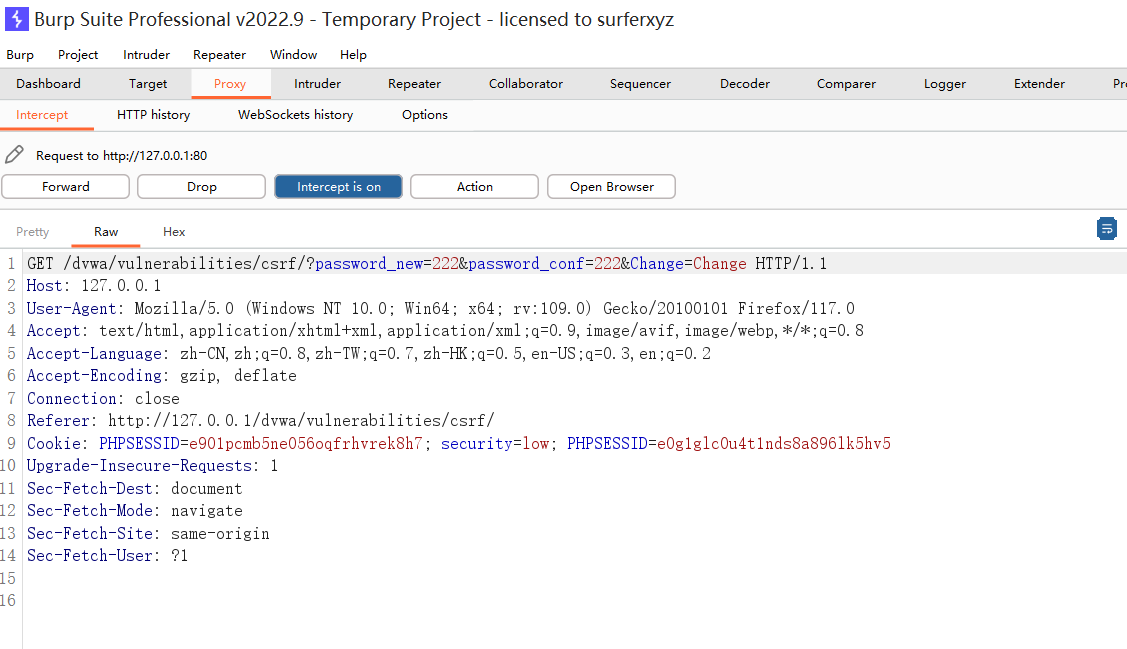 Burp Suite Professional v2022.9 - Temporary Project - licensed to surferxyz
Burp Project Intruder Repeater Window Help
Dashboard Target Proxy Intruder Repeater Collaborator Sequencer Decoder Comparer Logger Extender Pr
Intercept HTTP history WebSockets history Options
Request to http://127.0.0.1:80
Forward Drop Intercept is on Action Open Browser
Pretty Raw Hex
1 GET /dvwa/vulnerabilities/csrf/?password_new=222&password_conf=222&Change=Change HTTP/1.1
2 Host: 127.0.0.1
3 User-Agent: Mozilla/5.0 (Windows NT 10.0; Win64; x64; rv:109.0) Gecko/20100101 Firefox/117.0
4 Accept: text/html,application/xhtml+xml,application/xml;q=0.9,image/avif,image/webp,*/*;q=0.8
5 Accept-Language: zh-CN,zh;q=0.8,zh-TW;q=0.7,zh-HK;q=0.5,en-US;q=0.3,en;q=0.2
6 Accept-Encoding: gzip, deflate
7 Connection: close
8 Referer: http://127.0.0.1/dvwa/vulnerabilities/csrf/
9 Cookie: PHPSESSID=e901pcmb5ne056oqfrhvrek8h7; security=low; PHPSESSID=e0g1glc0u4t1nds8a896lk5hv5
10 Upgrade-Insecure-Requests: 1
11 Sec-Fetch-Dest: document
12 Sec-Fetch-Mode: navigate
13 Sec-Fetch-Site: same-origin
14 Sec-Fetch-User: ?1
15
16